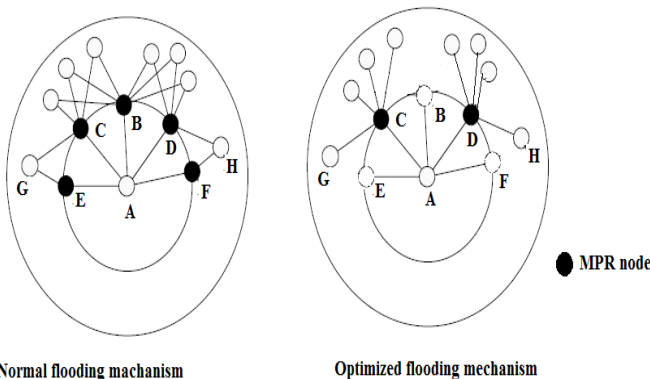 B
C
D
G
E
A
F
H
B
C
D
G
E
A
F
H
MPR node
Normal flooding machanism
Optimized flooding mechanism